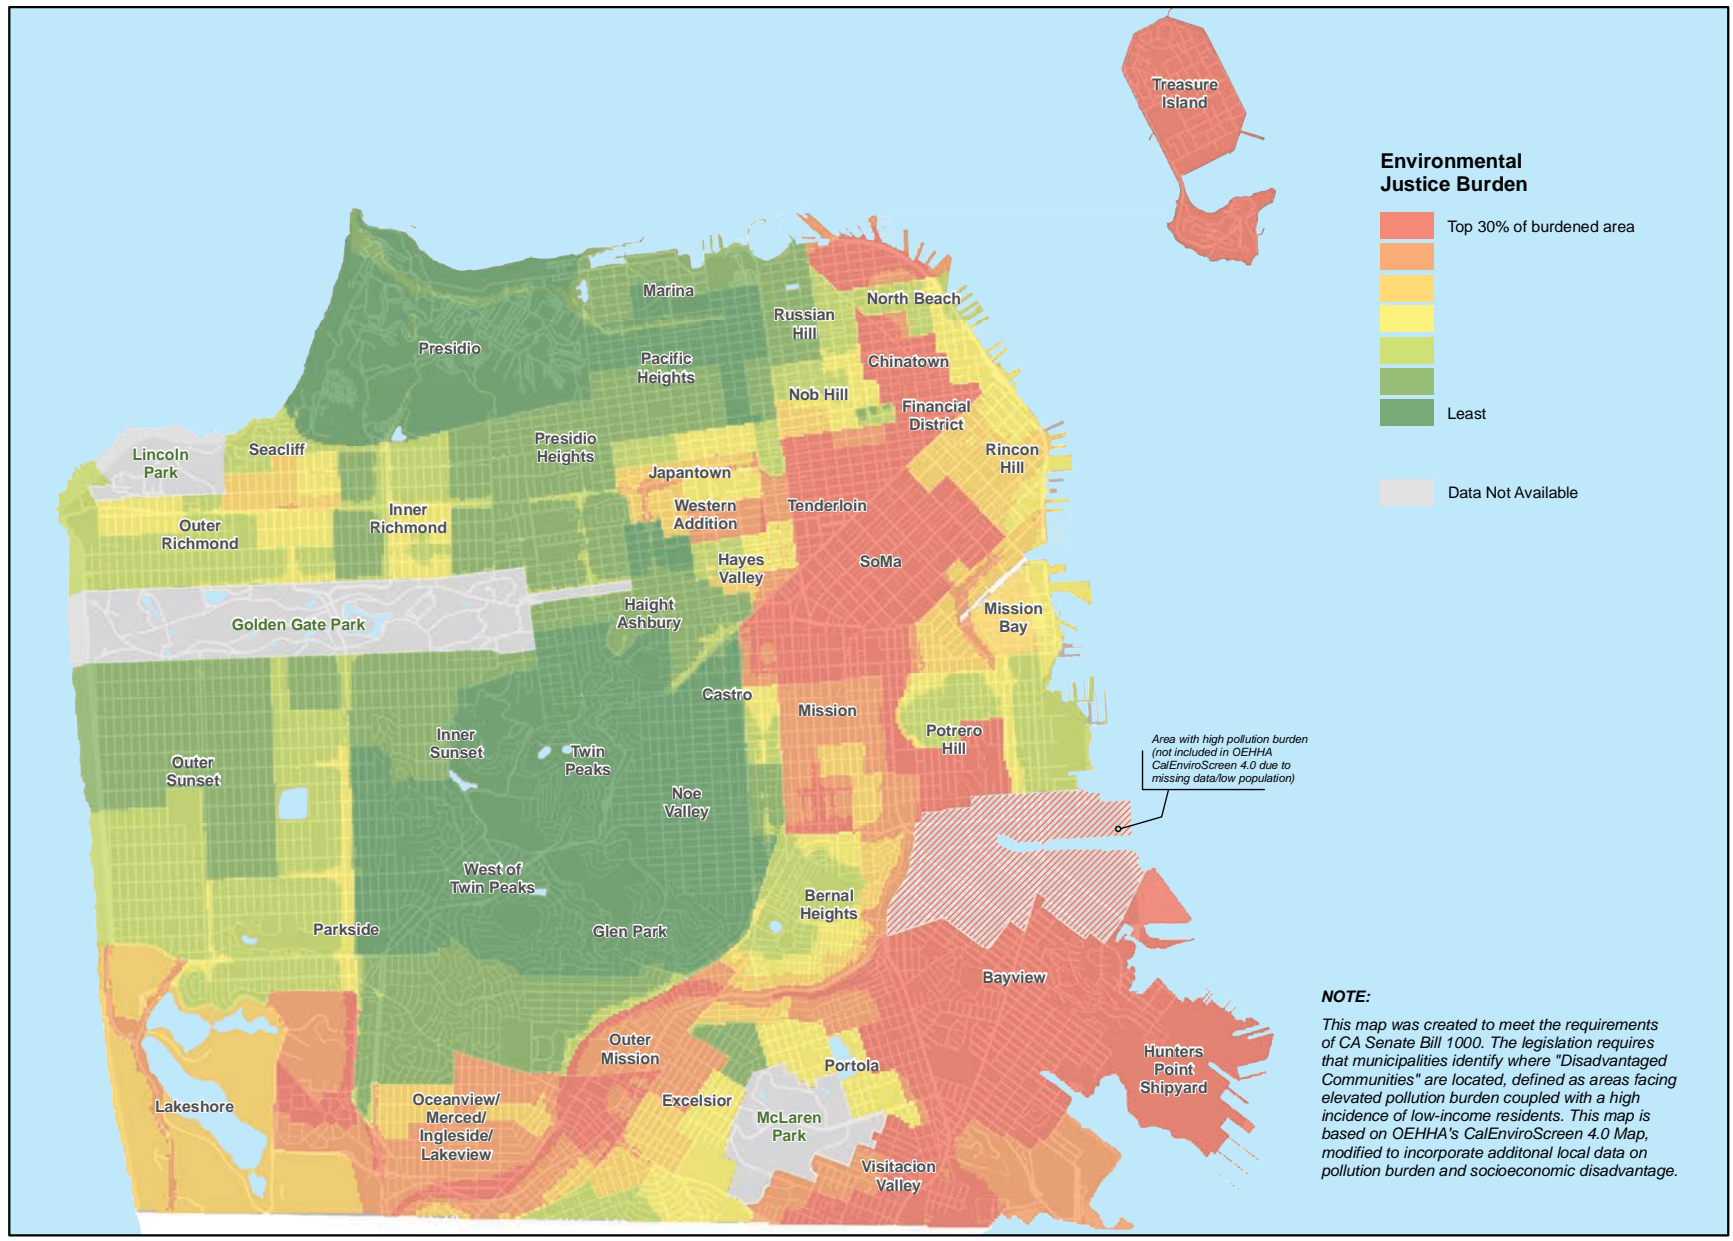 Treasure
Island
Environmental
Justice Burden
Top 30% of burdened area
Least
Data Not Available
Marina
North Beach
Russian
Hill
Presidio
Pacific
Heights
Chinatown
Nob Hill
Financial
District
Presidio
Heights
Seacliff
Lincoln
Park
Rincon
Hill
Japantown
Western
Addition
Tenderloin
Inner
Richmond
Outer
Richmond
Hayes
Valley
SoMa
Haight
Ashbury
Mission
Bay
Golden Gate Park
Castro
Mission
Potrero
Hill
Inner
Sunset
Twin
Peaks
Outer
Sunset
Noe
Valley
Area with high pollution burden
(not included in OEHHA
CalEnviroScreen 4.0 due to
missing data/low population)
West of
Twin Peaks
Bernal
Heights
Parkside
Glen Park
Bayview
Outer
Mission
Portola
Hunters
Point
Shipyard
Lakeshore
Oceanview/
Merced/
Ingleside/
Lakeview
Excelsior
McLaren
Park
Visitacion
Valley
NOTE:
This map was created to meet the requirements
of CA Senate Bill 1000. The legislation requires
that municipalities identify where "Disadvantaged
Communities" are located, defined as areas facing
elevated pollution burden coupled with a high
incidence of low-income residents. This map is
based on OEHHA's CalEnviroScreen 4.0 Map,
modified to incorporate additonal local data on
pollution burden and socioeconomic disadvantage.